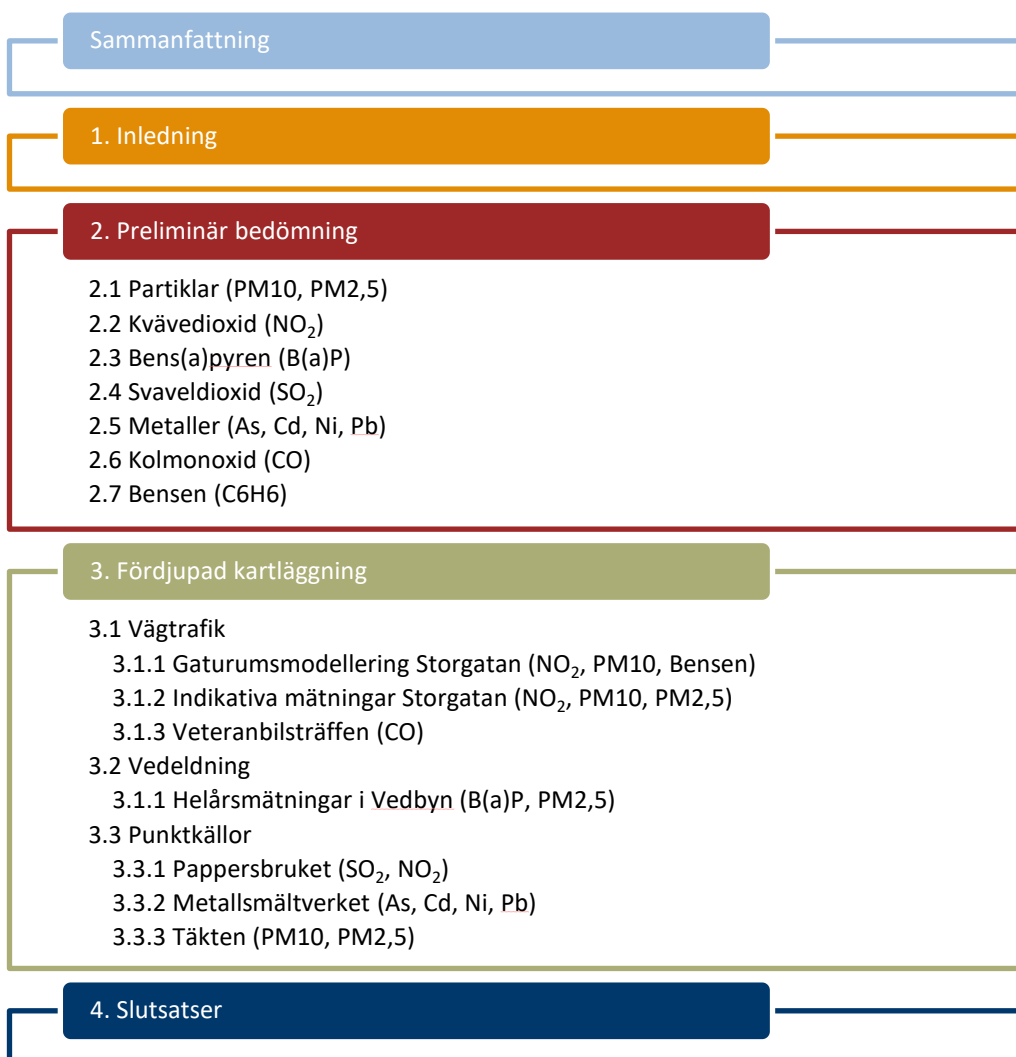 Sammanfattning
1. Inledning
2. Preliminär bedömning
2.1 Partiklar (PM10, PM2,5)
2.2 Kvävedioxid (NO₂)
2.3 Bens(a)pyren (B(a)P)
2.4 Svaveldioxid (SO₂)
2.5 Metaller (As, Cd, Ni, Pb)
2.6 Kolmonoxid (CO)
2.7 Bensen (C6H6)
3. Fördjupad kartläggning
3.1 Vägtrafik
3.1.1 Gaturumsmodellering Storgatan (NO₂, PM10, Bensen)
3.1.2 Indikativa mätningar Storgatan (NO₂, PM10, PM2,5)
3.1.3 Veteranbilsträffen (CO)
3.2 Vedeldning
3.1.1 Helårsmätningar i Vedbyn (B(a)P, PM2,5)
3.3 Punktkällor
3.3.1 Pappersbruket (SO₂, NO₂)
3.3.2 Metallsmältverket (As, Cd, Ni, Pb)
3.3.3 Täkten (PM10, PM2,5)
4. Slutsatser